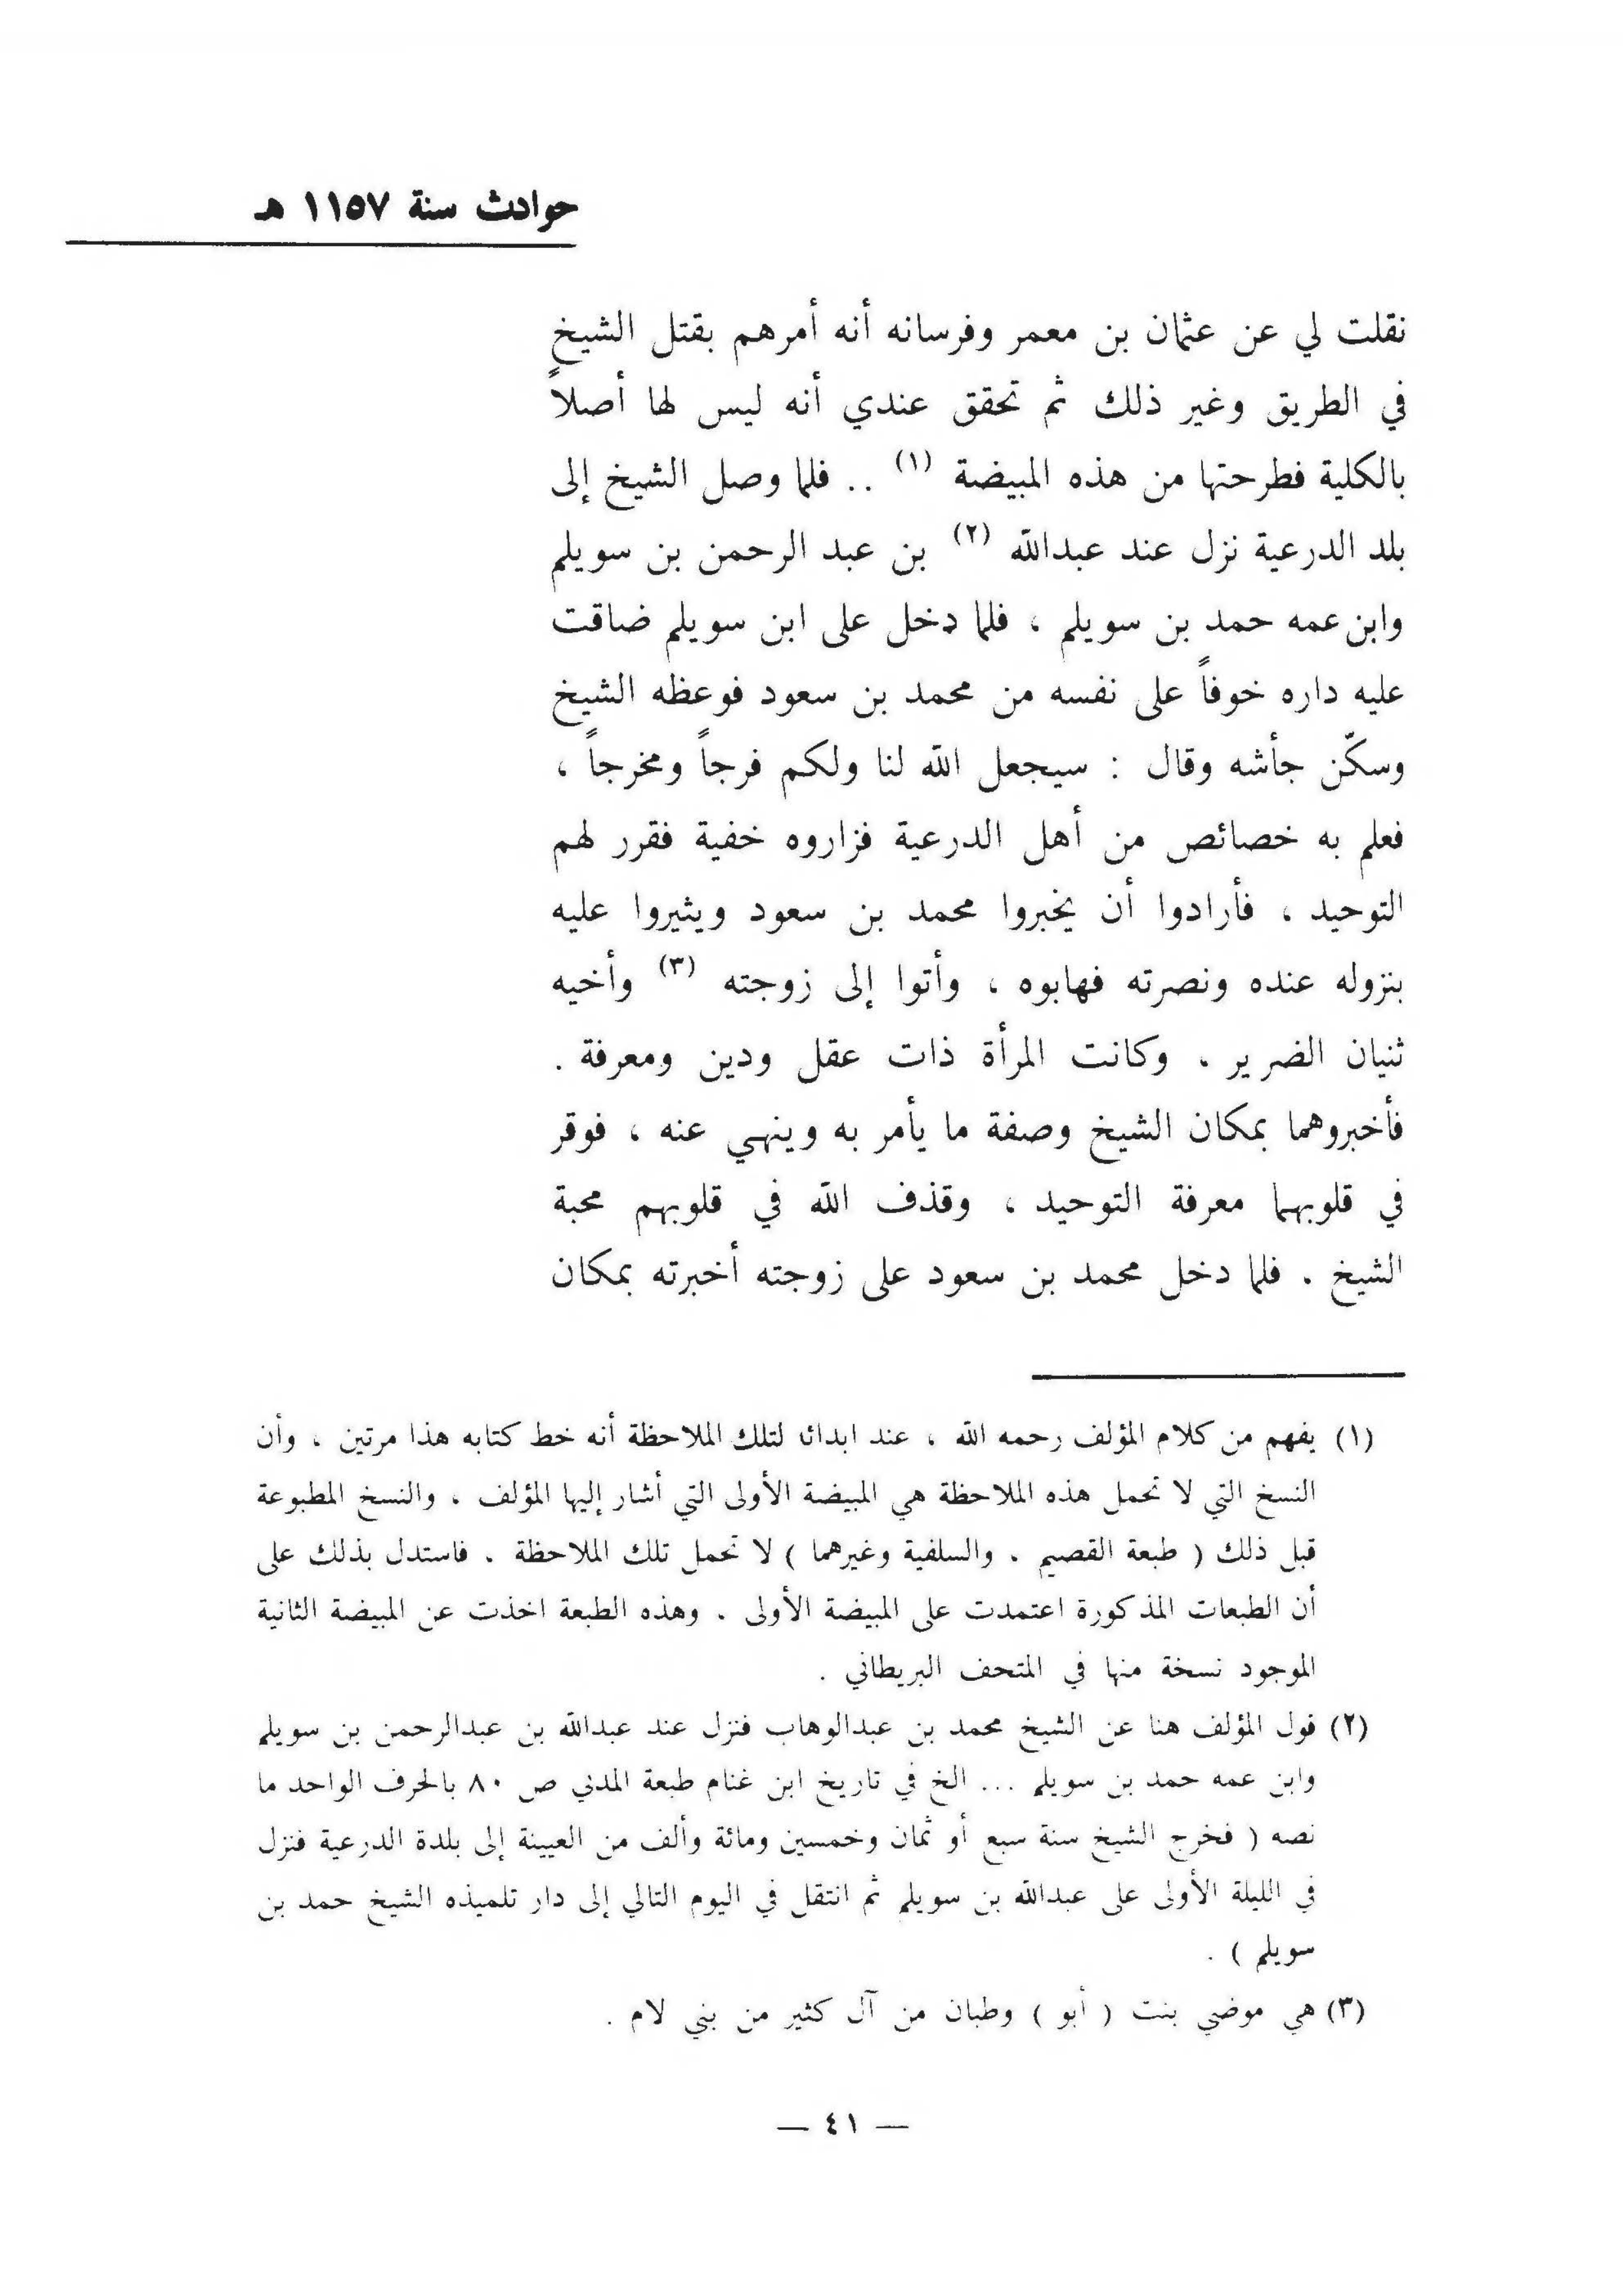 حوادث سنة ١١٥٧ هـ
نقلت لي عن عثمان بن معمر وفرسانه أنه أمرهم بقتل الشيخ
في الطريق وغير ذلك ثم تحقق عندي أنه ليس لها أصلاً
بالكلية فطرحتها من هذه المبيضة (١) .. فلما وصل الشيخ إلى
بلد الدرعية نزل عند عبدالله (٢) بن عبد الرحمن بن سويلم
وابن عمه حمد بن سويلم ، فلما دخل على ابن سويلم ضاقت
عليه داره خوفاً على نفسه من محمد بن سعود فوعظه الشيخ
وسكّن جأشه وقال : سيجعل الله لنا ولكم فرجاً ومخرجاً ،
فعلم به خصائص من أهل الدرعية فزاروه خفية فقرر لهم
التوحيد ، فأرادوا أن يخبروا محمد بن سعود ويثيروا عليه
بنزوله عنده ونصرته فهابوه ، وأتوا إلى زوجته (٣) وأخيه
ثنيان الضرير . وكانت المرأة ذات عقل ودين ومعرفة .
فأخبروهما بمكان الشيخ وصفة ما يأمر به وينهي عنه ، فوقر
في قلوبهما معرفة التوحيد ، وقذف الله في قلوبهم محبة
الشيخ . فلما دخل محمد بن سعود على زوجته أخبرته بمكان
(١) يفهم من كلام المؤلف رحمه الله ، عند ابدائه لتلك الملاحظة أنه خط كتابه هذا مرتين ، وأن
النسخ التي لا تحمل هذه الملاحظة هي المبيضة الأولى التي أشار إليها المؤلف ، والنسخ المطبوعة
قبل ذلك ( طبعة القصيم ، والسلفية وغيرهما ) لا تحمل تلك الملاحظة . فاستدل بذلك على
أن الطبعات المذكورة اعتمدت على المبيضة الأولى . وهذه الطبعة اخذت عن المبيضة الثانية
الموجود نسخة منها في المتحف البريطاني .
(٢) قول المؤلف هنا عن الشيخ محمد بن عبدالوهاب فنزل عند عبدالله بن عبدالرحمن بن سويلم
وابن عمه حمد بن سويلم ... الخ في تاريخ ابن غنام طبعة المدني ص ٨٠ بالحرف الواحد ما
نصه ( فخرج الشيخ سنة سبع أو ثمان وخمسين ومائة وألف من العيينة إلى بلدة الدرعية فنزل
في الليلة الأولى على عبدالله بن سويلم ثم انتقل في اليوم التالي إلى دار تلميذه الشيخ حمد بن
سويلم ) .
(٣) هي موضي بنت ( أبو ) وطبان من آل كثير من بني لام .
— ٤١ —